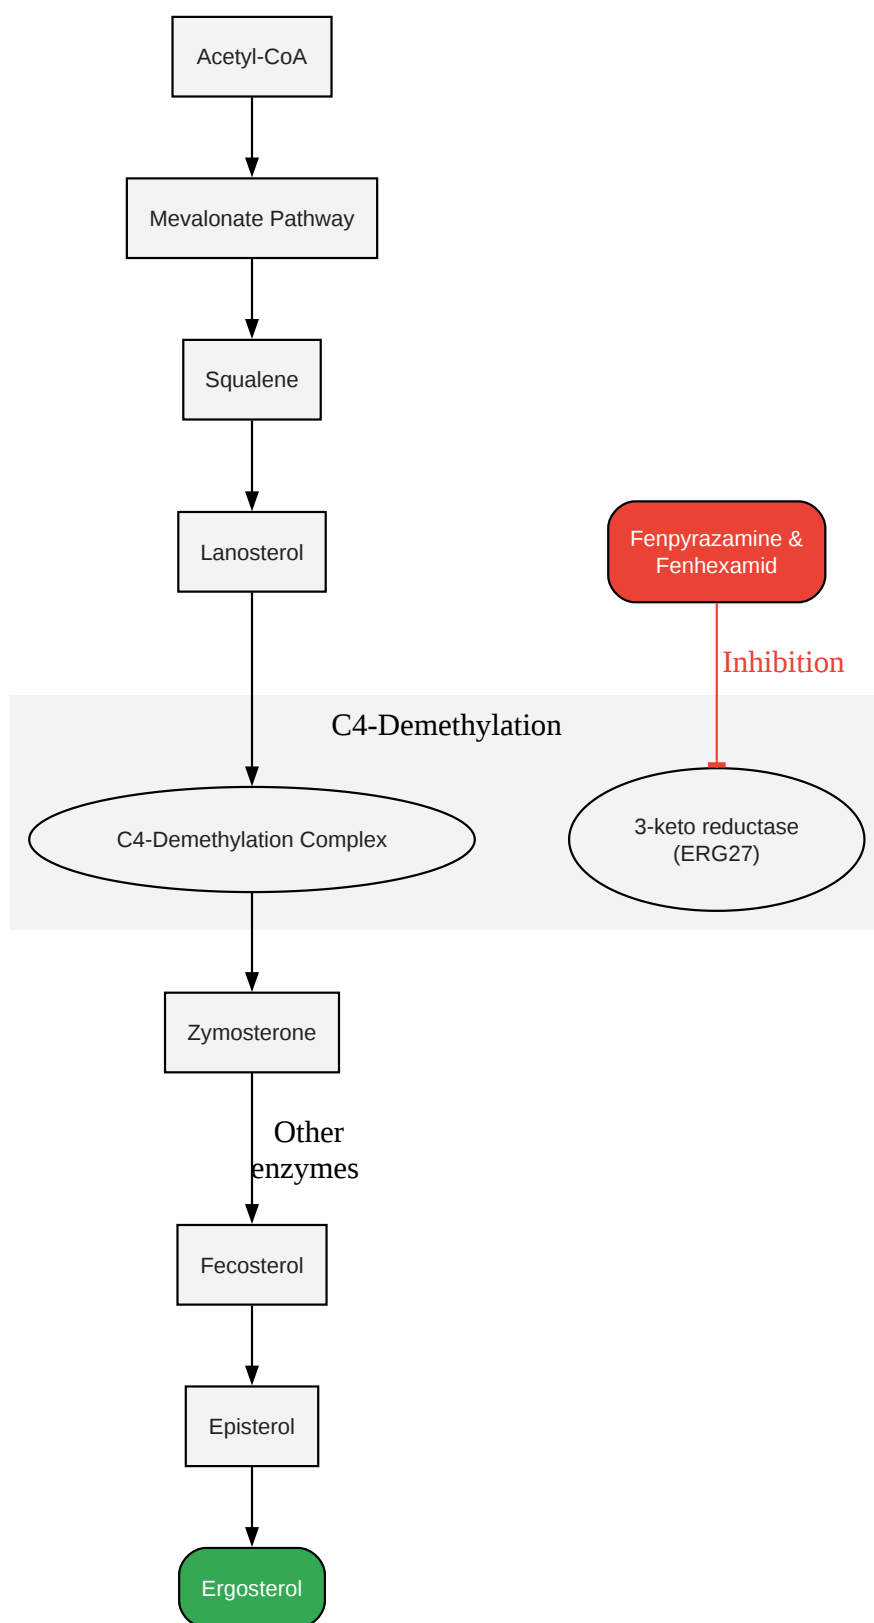 Acetyl-CoA
Mevalonate Pathway
Squalene
Lanosterol
Fenpyrazamine &
Fenhexamid
Inhibition
C4-Demethylation
C4-Demethylation Complex
3-keto reductase
(ERG27)
Zymosterone
Other
enzymes
Fecosterol
Episterol
Ergosterol